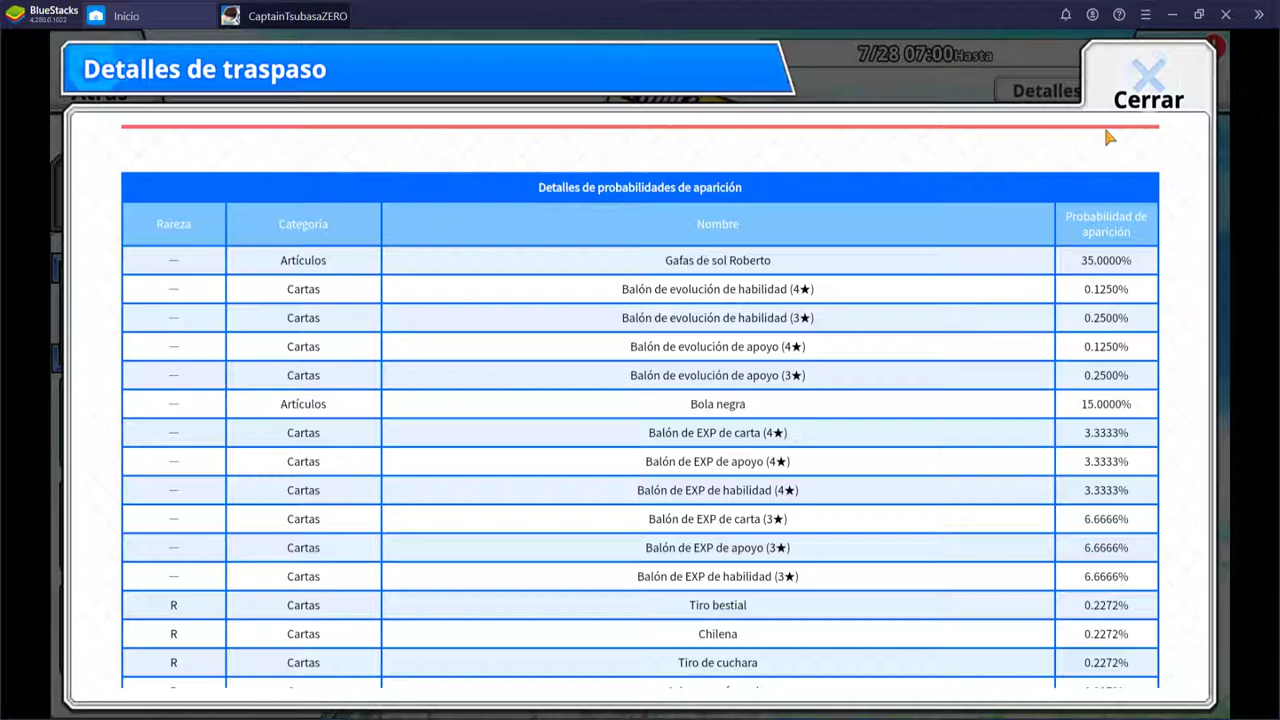 BlueStacks
4.280.0.1022
Inicio
CaptainTsubasaZERO
Detalles de traspaso
7/28 07:00Hasta
Detalles
Cerrar
Atrás
Detalles de probabilidades de aparición
Rareza Categoría Nombre Probabilidad de aparición
— Artículos Gafas de sol Roberto 35.0000%
— Cartas Balón de evolución de habilidad (4★) 0.1250%
— Cartas Balón de evolución de habilidad (3★) 0.2500%
— Cartas Balón de evolución de apoyo (4★) 0.1250%
— Cartas Balón de evolución de apoyo (3★) 0.2500%
— Artículos Bola negra 15.0000%
— Cartas Balón de EXP de carta (4★) 3.3333%
— Cartas Balón de EXP de apoyo (4★) 3.3333%
— Cartas Balón de EXP de habilidad (4★) 3.3333%
— Cartas Balón de EXP de carta (3★) 6.6666%
— Cartas Balón de EXP de apoyo (3★) 6.6666%
— Cartas Balón de EXP de habilidad (3★) 6.6666%
R Cartas Tiro bestial 0.2272%
R Cartas Chilena 0.2272%
R Cartas Tiro de cuchara 0.2272%